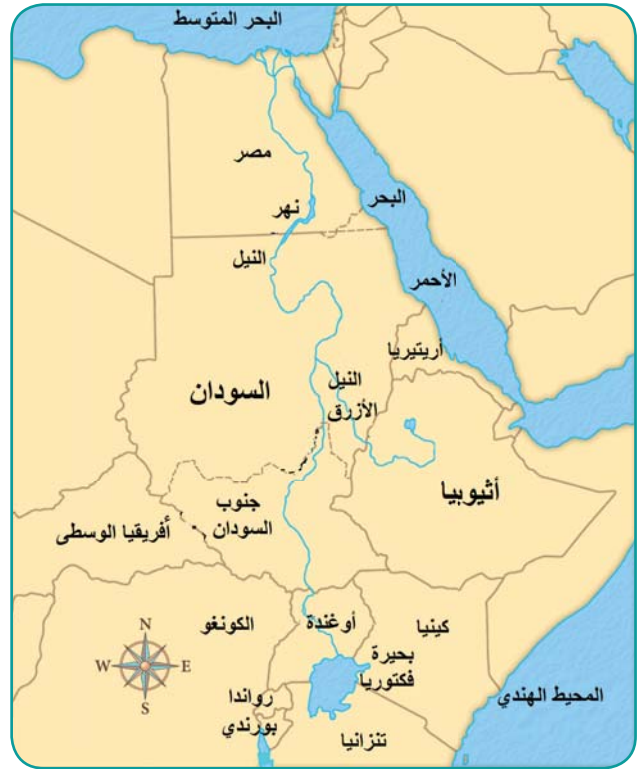 البحر المتوسط
مصر
نهر
النيل
البحر
الأحمر
أريتيريا
النيل
الأزرق
السودان
أثيوبيا
جنوب
السودان
أفريقيا الوسطى
أوغندة
كينيا
الكونغو
بحيرة
فكتوريا
N
W
E
S
المحيط الهندي
رواندا
بورندي
تنزانيا